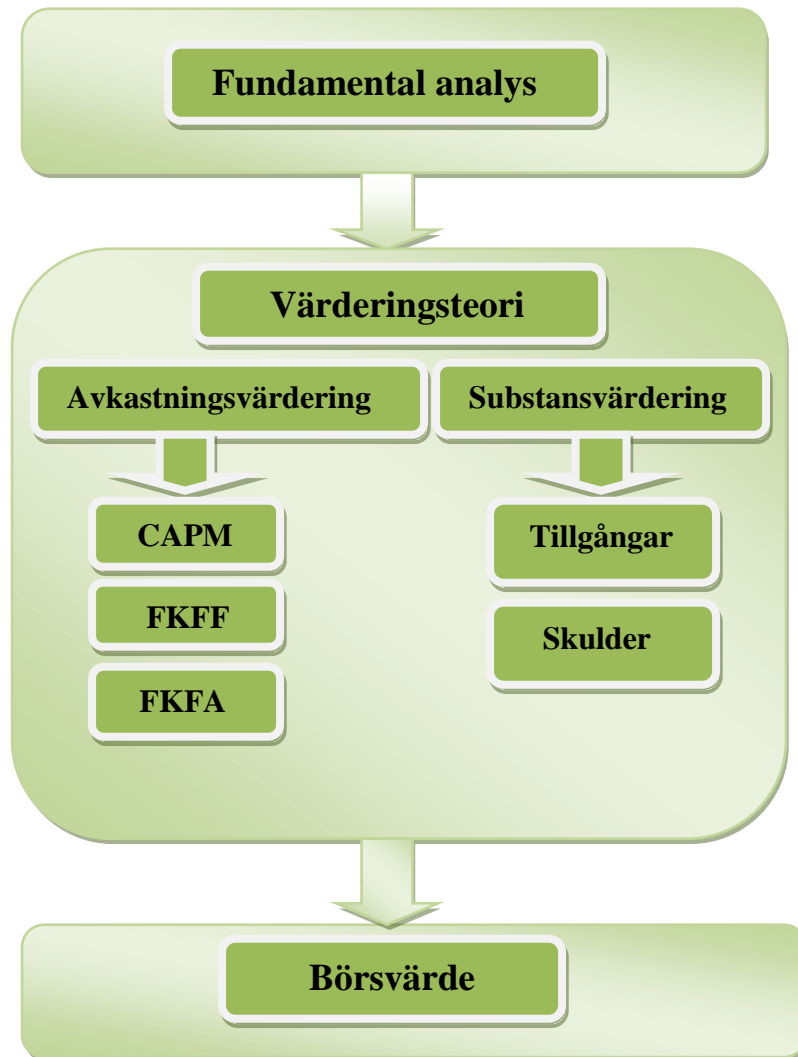 Fundamental analys
Värderingsteori
Avkastningsvärdering
Substansvärdering
CAPM
FKFF
FKFA
Tillgångar
Skulder
Börsvärde